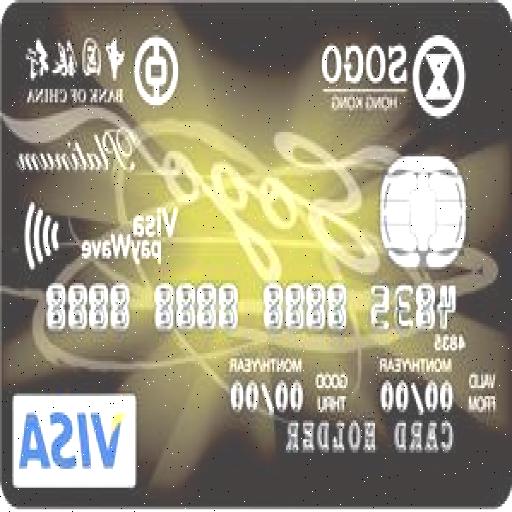 SOGO
HONG KONG
中国银行
BANK OF CHINA
Platinum
Sogo
Visa
payWave
4835 8888 8888 8888
4835
VALID FROM
MONTH/YEAR
00/00
GOOD THRU
MONTH/YEAR
00/00
CARD HOLDER
VISA